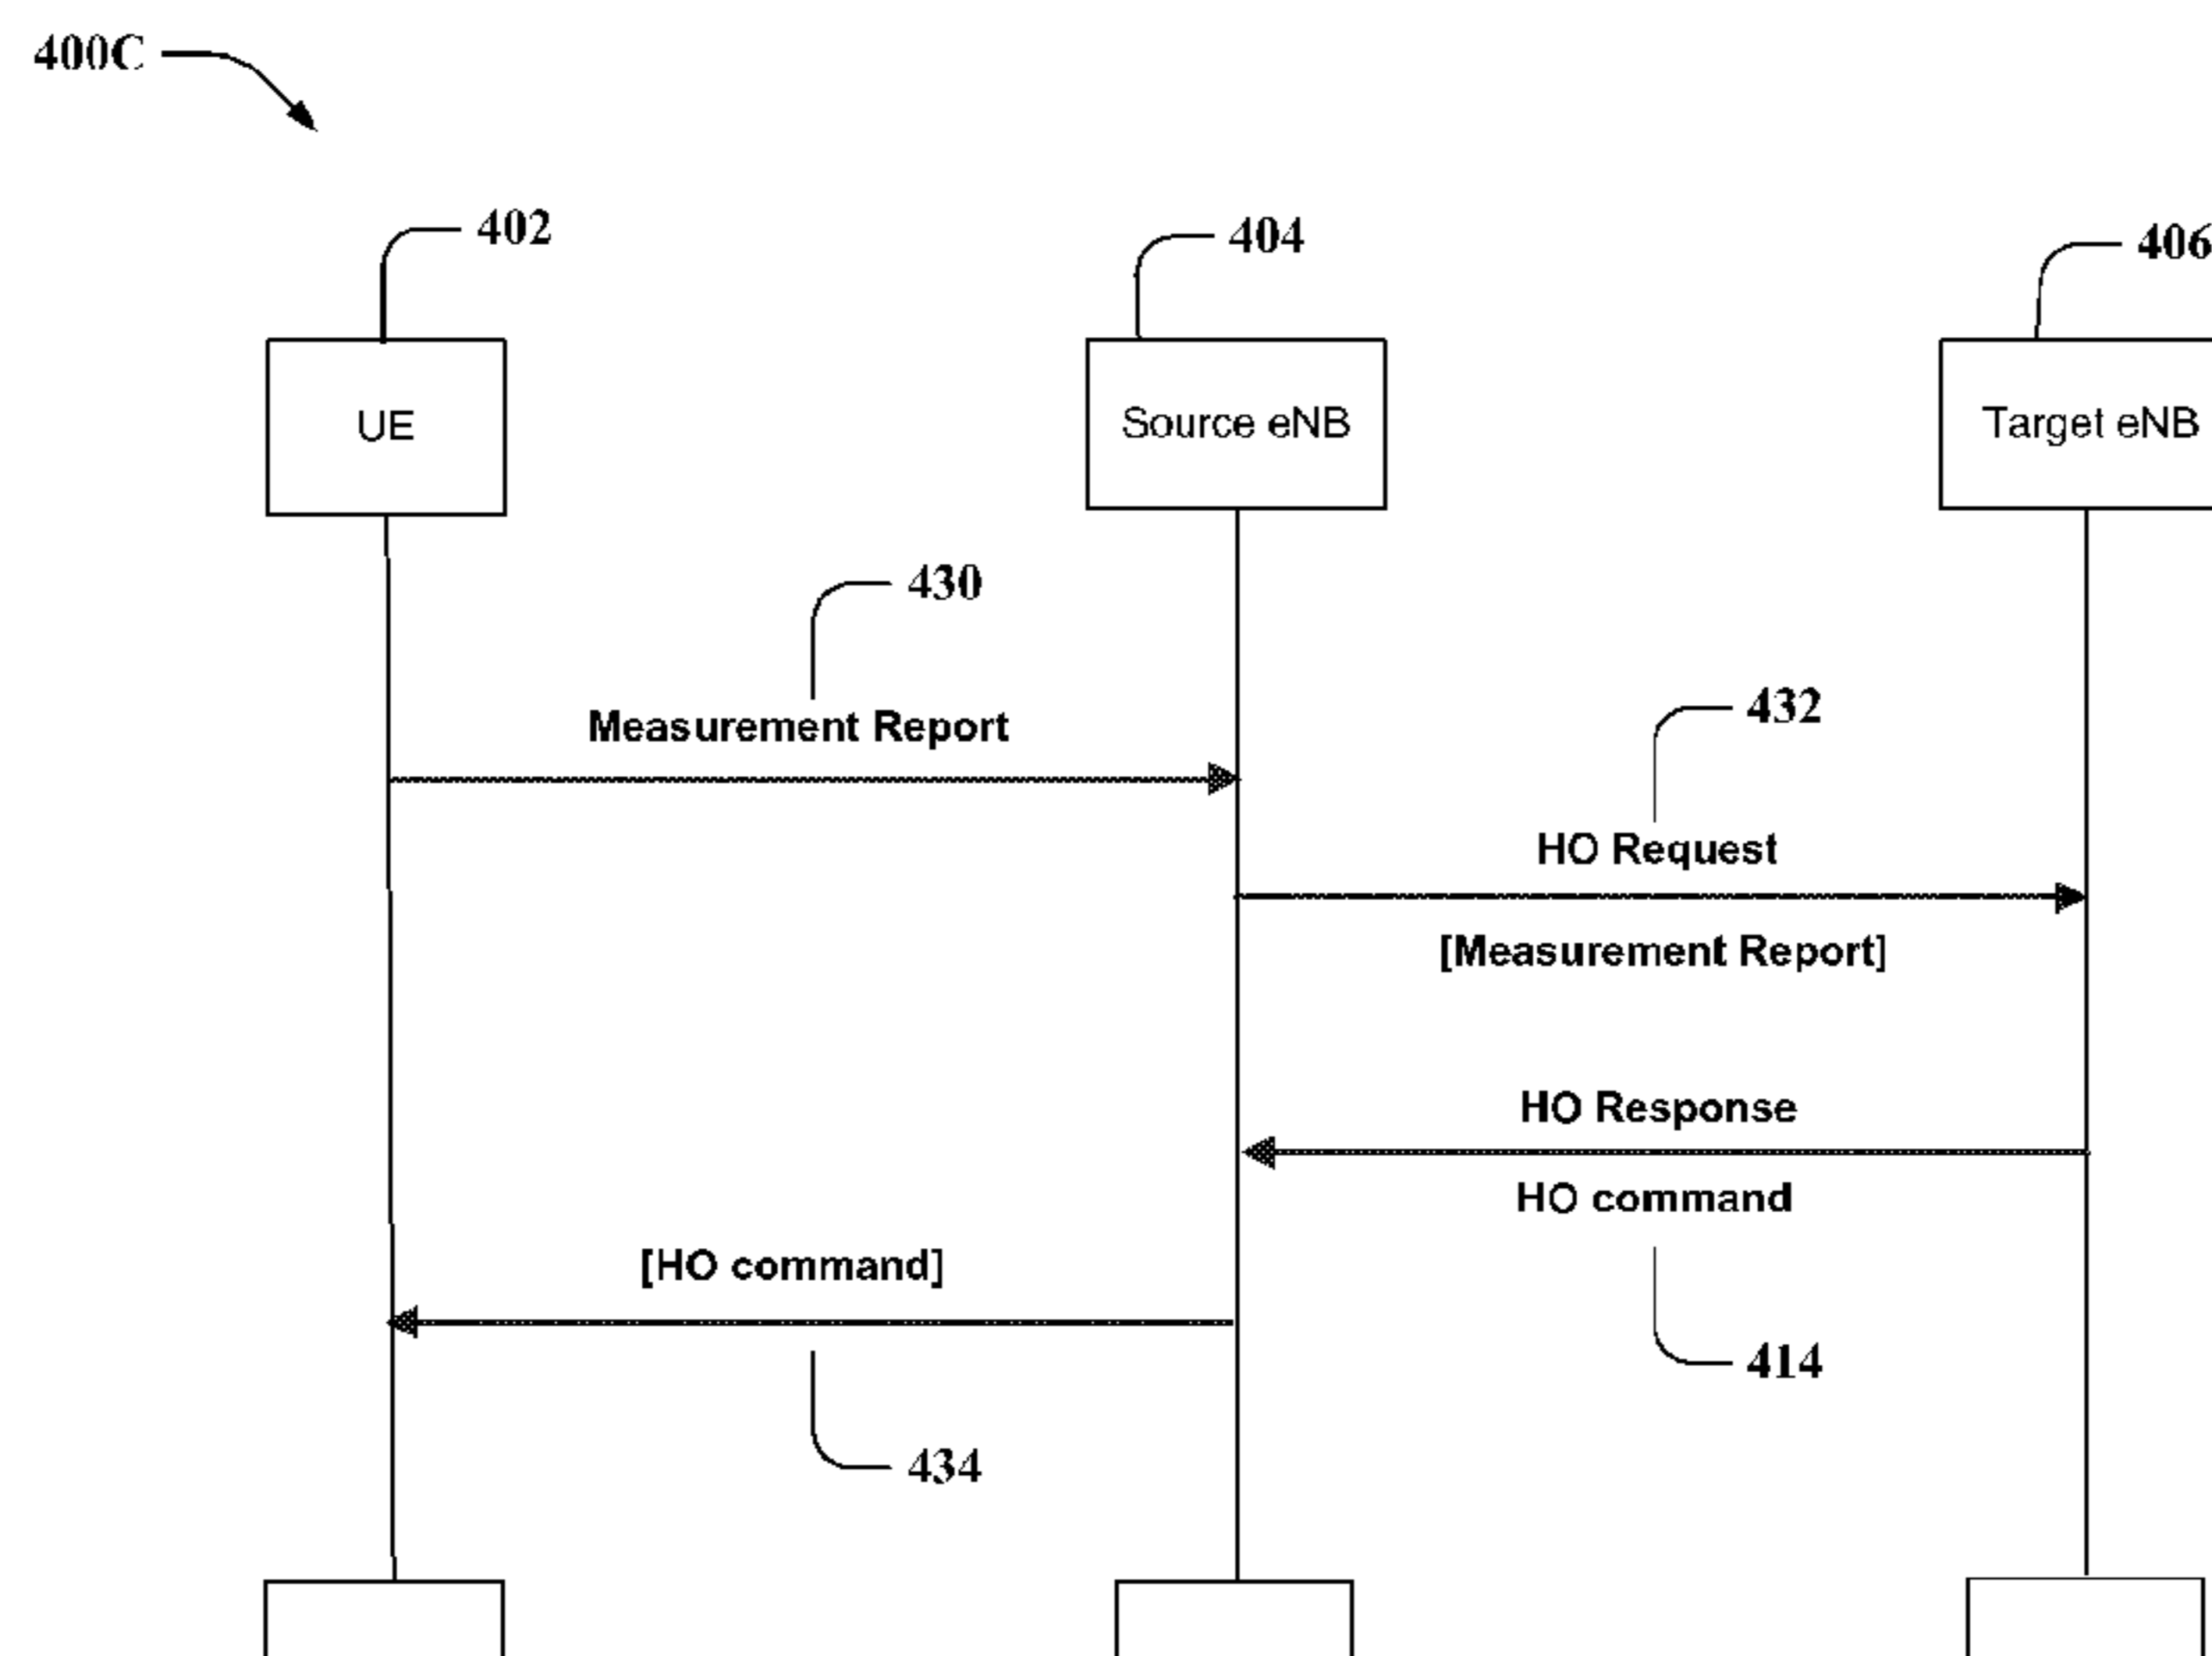 400C
402
404
406
UE
Source eNB
Target eNB
430
Measurement Report
432
HO Request
[Measurement Report]
HO Response
HO command
[HO command]
414
434